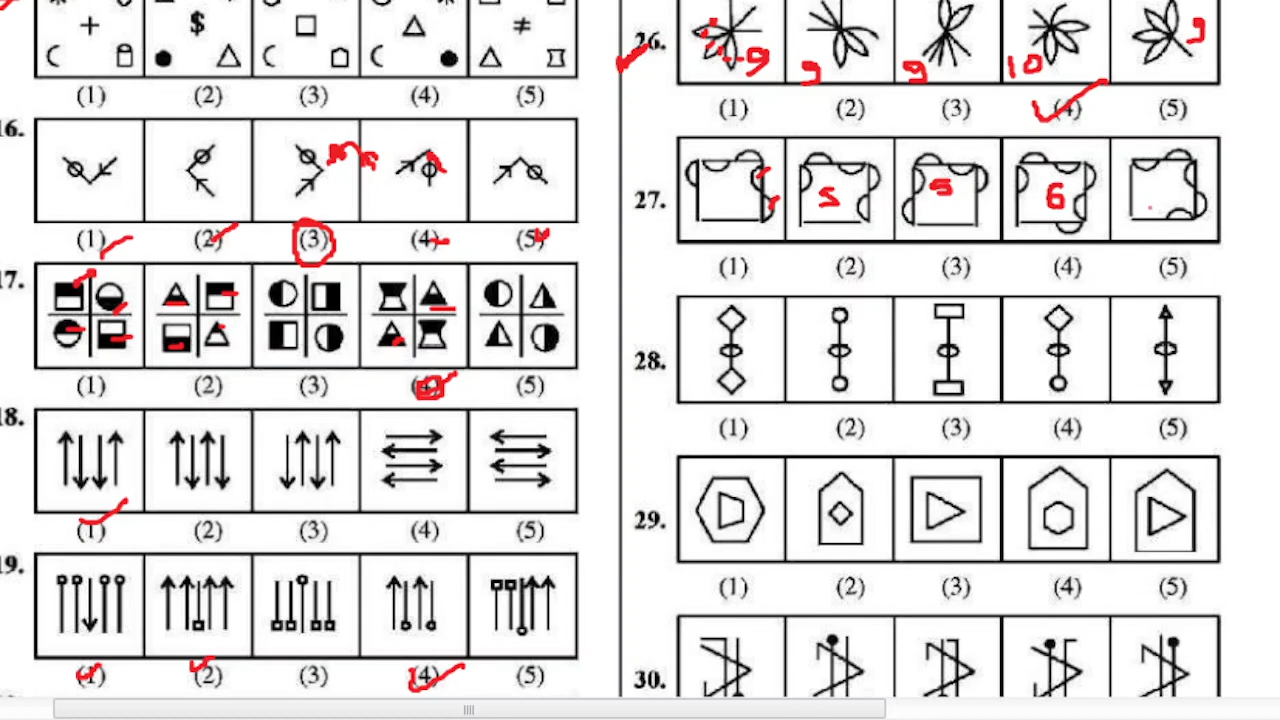 + $ □ △ ≠
(1) (2) (3) (4) (5)
16.
(1) (2) (3) (4) (5)
17.
(1) (2) (3) (4) (5)
18.
(1) (2) (3) (4) (5)
19.
(1) (2) (3) (4) (5)
26.
9 9 9 10 9
(1) (2) (3) (4) (5)
27.
5 5 6
(1) (2) (3) (4) (5)
28.
(1) (2) (3) (4) (5)
29.
(1) (2) (3) (4) (5)
30.